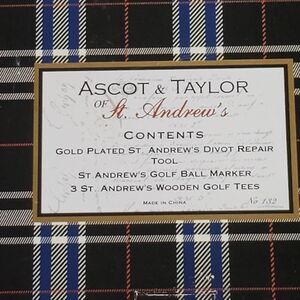 ASCOT & TAYLOR
OF St. Andrew's
CONTENTS
GOLD PLATED ST. ANDREW'S DIVOT REPAIR
TOOL
ST ANDREW'S GOLF BALL MARKER
3 ST. ANDREW'S WOODEN GOLF TEES
MADE IN CHINA
No 132